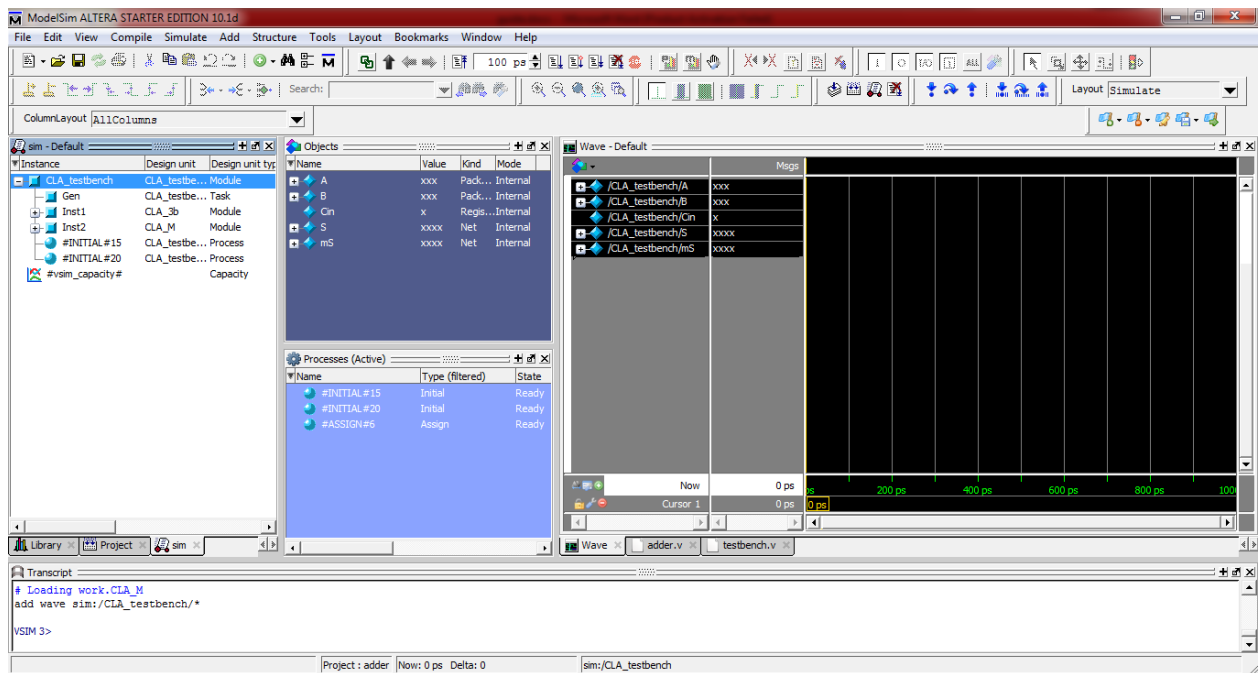 ModelSim ALTERA STARTER EDITION 10.1d
File Edit View Compile Simulate Add Structure Tools Layout Bookmarks Window Help
100 ps
Search:
Layout Simulate
ColumnLayout AllColumns
sim - Default
Instance Design unit Design unit typ
CLA_testbench CLA_testbe... Module
Gen CLA_testbe... Task
Inst1 CLA_3b Module
Inst2 CLA_M Module
#INITIAL#15 CLA_testbe... Process
#INITIAL#20 CLA_testbe... Process
#vsim_capacity# Capacity
Library Project sim
Objects
Name Value Kind Mode
A xxx Pack... Internal
B xxx Pack... Internal
Cin x Regis... Internal
S xxxx Net Internal
mS xxxx Net Internal
Processes (Active)
Name Type (filtered) State
#INITIAL#15 Initial Ready
#INITIAL#20 Initial Ready
#ASSIGN#6 Assign Ready
Wave - Default
Msgs
/CLA_testbench/A xxx
/CLA_testbench/B xxx
/CLA_testbench/Cin x
/CLA_testbench/S xxxx
/CLA_testbench/mS xxxx
Now 0 ps
ps 200 ps 400 ps 600 ps 800 ps 100
Cursor 1 0 ps
0 ps
Wave adder.v testbench.v
Transcript
# Loading work.CLA_M
add wave sim:/CLA_testbench/*
VSIM 3>
Project : adder Now: 0 ps Delta: 0 sim:/CLA_testbench